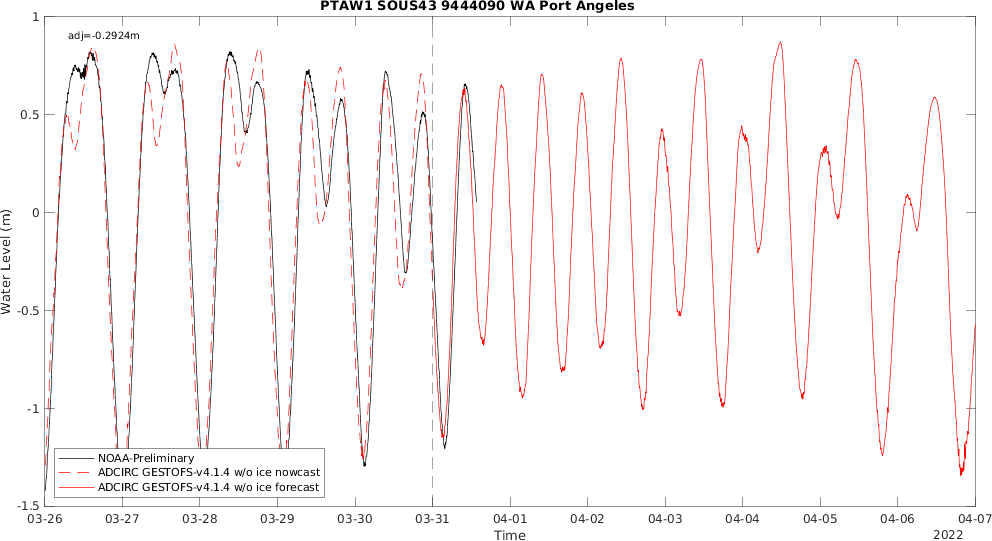 PTAW1 SOUS43 9444090 WA Port Angeles
adj=-0.2924m
1
0.5
0
-0.5
-1
-1.5
Water Level (m)
NOAA-Preliminary
ADCIRC GESTOFS-v4.1.4 w/o ice nowcast
ADCIRC GESTOFS-v4.1.4 w/o ice forecast
03-26 03-27 03-28 03-29 03-30 03-31 04-01 04-02 04-03 04-04 04-05 04-06 04-07
Time
2022